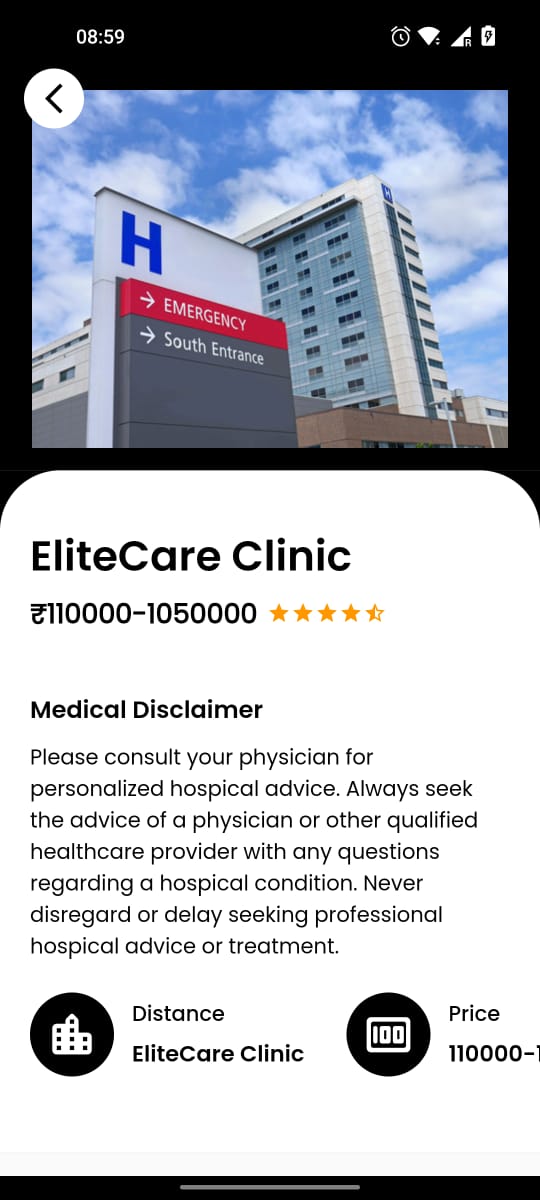 08:59
R
H
H
→ EMERGENCY
→ South Entrance
EliteCare Clinic
₹110000-1050000
Medical Disclaimer
Please consult your physician for
personalized hospical advice. Always seek
the advice of a physician or other qualified
healthcare provider with any questions
regarding a hospical condition. Never
disregard or delay seeking professional
hospical advice or treatment.
Distance
EliteCare Clinic
Price
100
110000-1